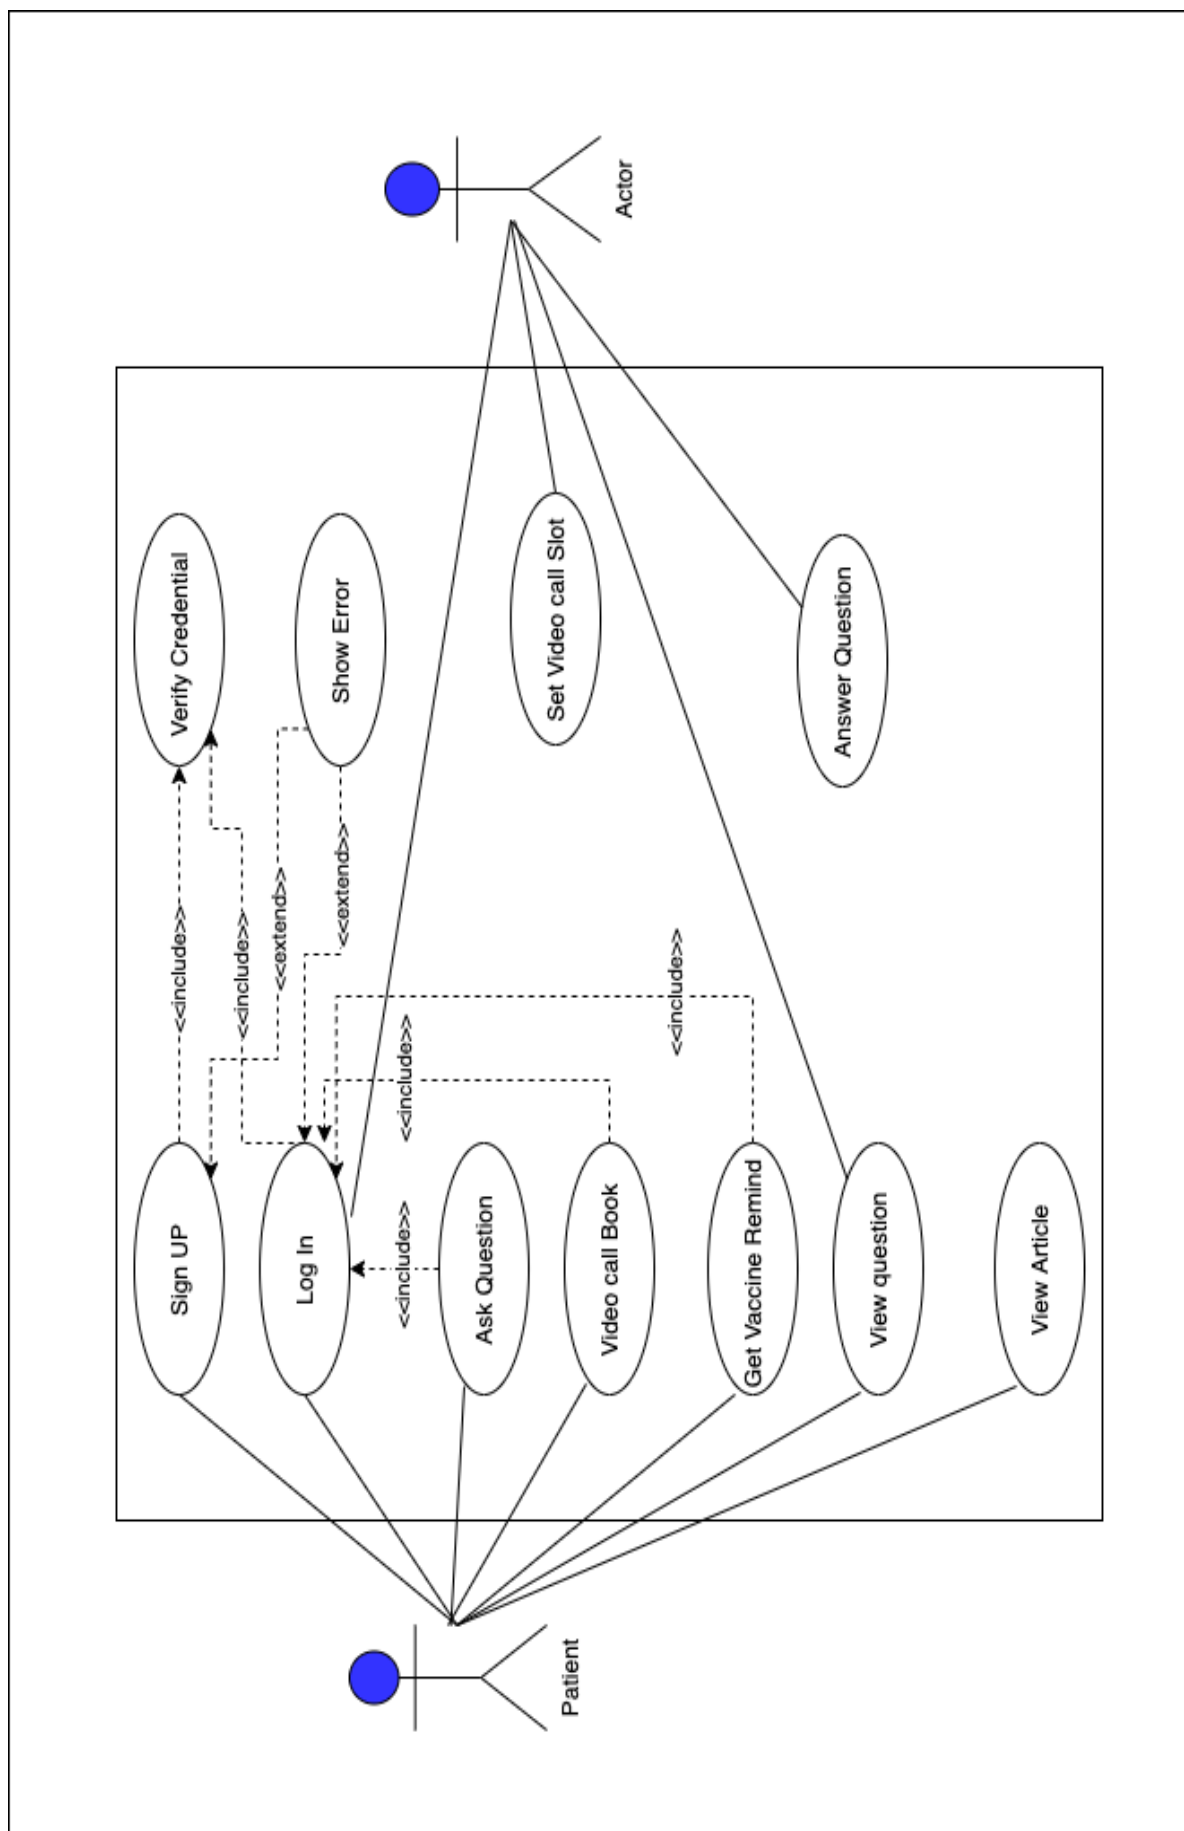 Sign UP
<<include>>
Verify Credential
<<include>>
<<extend>>
Log In
<<extend>>
Show Error
<<include>>
<<include>>
Ask Question
Set Video call Slot
Actor
Patient
Video call Book
<<include>>
Get Vaccine Remind
Answer Question
View question
View Article